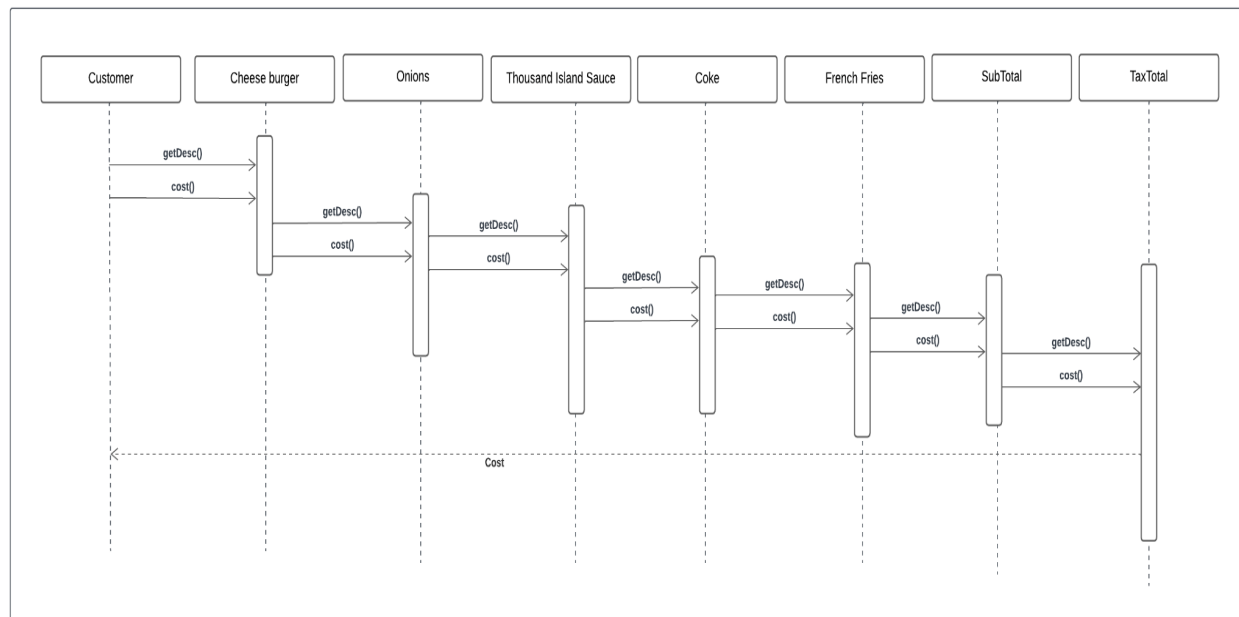 Customer
Cheese burger
Onions
Thousand Island Sauce
Coke
French Fries
SubTotal
TaxTotal
getDesc()
cost()
getDesc()
cost()
getDesc()
cost()
getDesc()
cost()
getDesc()
cost()
getDesc()
cost()
getDesc()
cost()
Cost